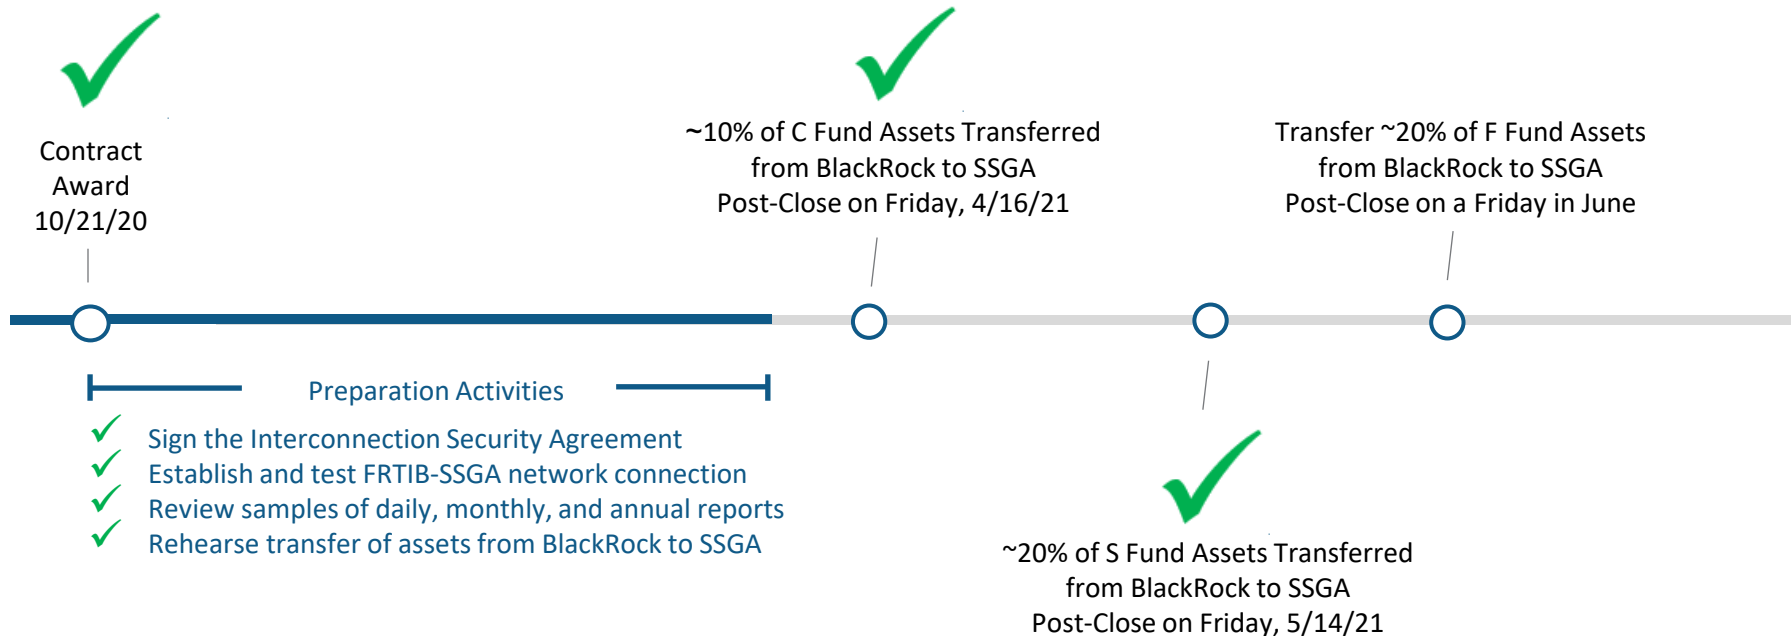 Contract
Award
10/21/20
~10% of C Fund Assets Transferred
from BlackRock to SSGA
Post-Close on Friday, 4/16/21
Transfer ~20% of F Fund Assets
from BlackRock to SSGA
Post-Close on a Friday in June
Preparation Activities
Sign the Interconnection Security Agreement
Establish and test FRTIB-SSGA network connection
Review samples of daily, monthly, and annual reports
Rehearse transfer of assets from BlackRock to SSGA
~20% of S Fund Assets Transferred
from BlackRock to SSGA
Post-Close on Friday, 5/14/21